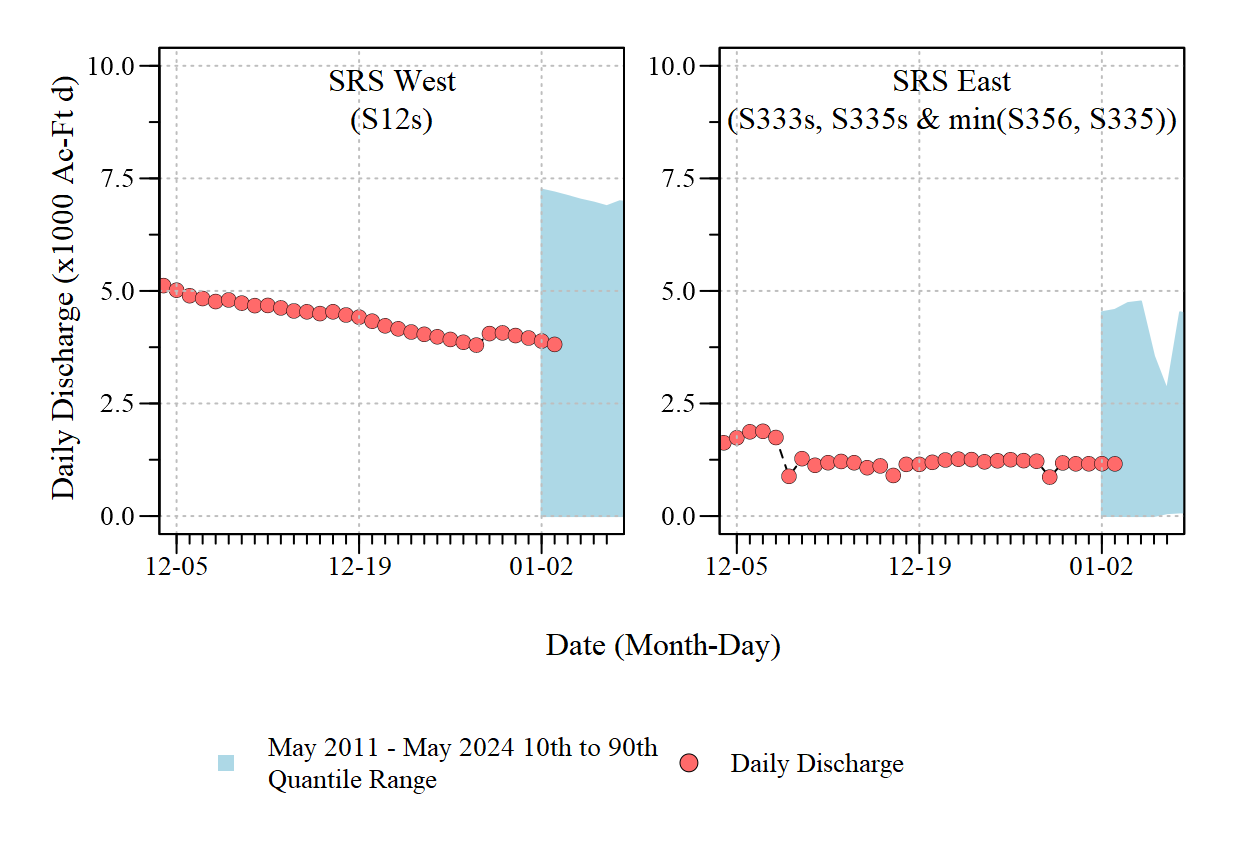 SRS West
(S12s)
SRS East
(S333s, S335s & min(S356, S335))
Daily Discharge (x1000 Ac-Ft d)
10.0
7.5
5.0
2.5
0.0
12-05
12-19
01-02
10.0
7.5
5.0
2.5
0.0
12-05
12-19
01-02
Date (Month-Day)
May 2011 - May 2024 10th to 90th
Quantile Range
Daily Discharge